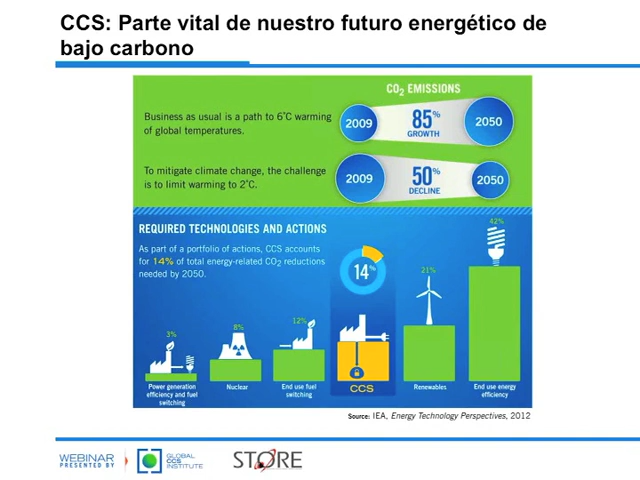 CCS: Parte vital de nuestro futuro energético de
bajo carbono
CO2 EMISSIONS
Business as usual is a path to 6°C warming
of global temperatures.
2009
85%
GROWTH
2050
To mitigate climate change, the challenge
is to limit warming to 2°C.
2009
50%
DECLINE
2050
REQUIRED TECHNOLOGIES AND ACTIONS
As part of a portfolio of actions, CCS accounts
for 14% of total energy-related CO2 reductions
needed by 2050.
3%
8%
12%
14%
21%
42%
Power generation
efficiency and fuel
switching
Nuclear
End use fuel
switching
CCS
Renewables
End use energy
efficiency
Source: IEA, Energy Technology Perspectives, 2012
WEBINAR
PRESENTED BY
GLOBAL
CCS
INSTITUTE
STORE